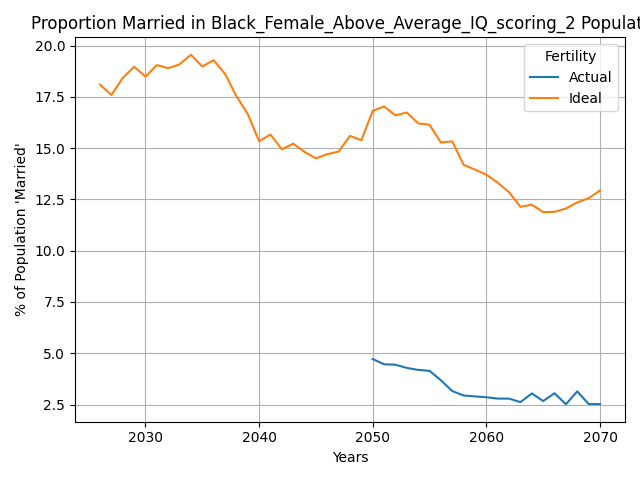 Proportion Married in Black_Female_Above_Average_IQ_scoring_2 Populat
Fertility
Actual
Ideal
% of Population 'Married'
20.0
17.5
15.0
12.5
10.0
7.5
5.0
2.5
2030 2040 2050 2060 2070
Years